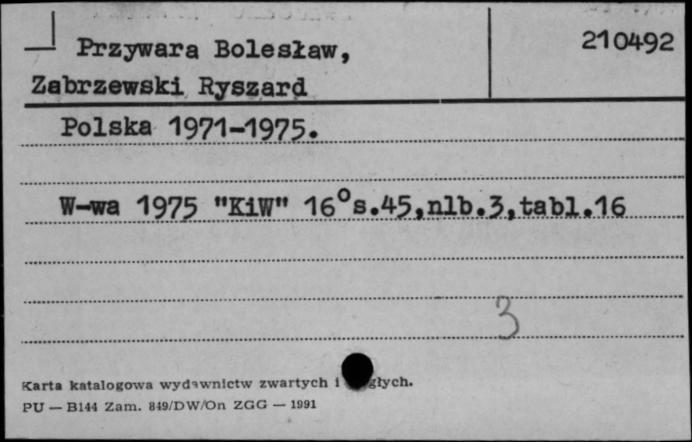 Przywara Bolesław, 210492
Zabrzewski Ryszard
Polska 1971-1975.
W-wa 1975 "KiW" 16° s.45,nlb.3,tabl.16
3
Karta katalogowa wydawnictw zwartych i głych.
PU — B144 Zam. 849/DW/On ZGG — 1991